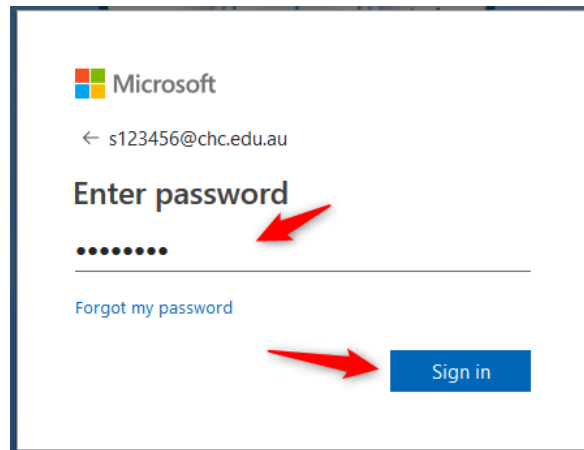 Microsoft
← s123456@chc.edu.au
Enter password
••••••••
Forgot my password
Sign in